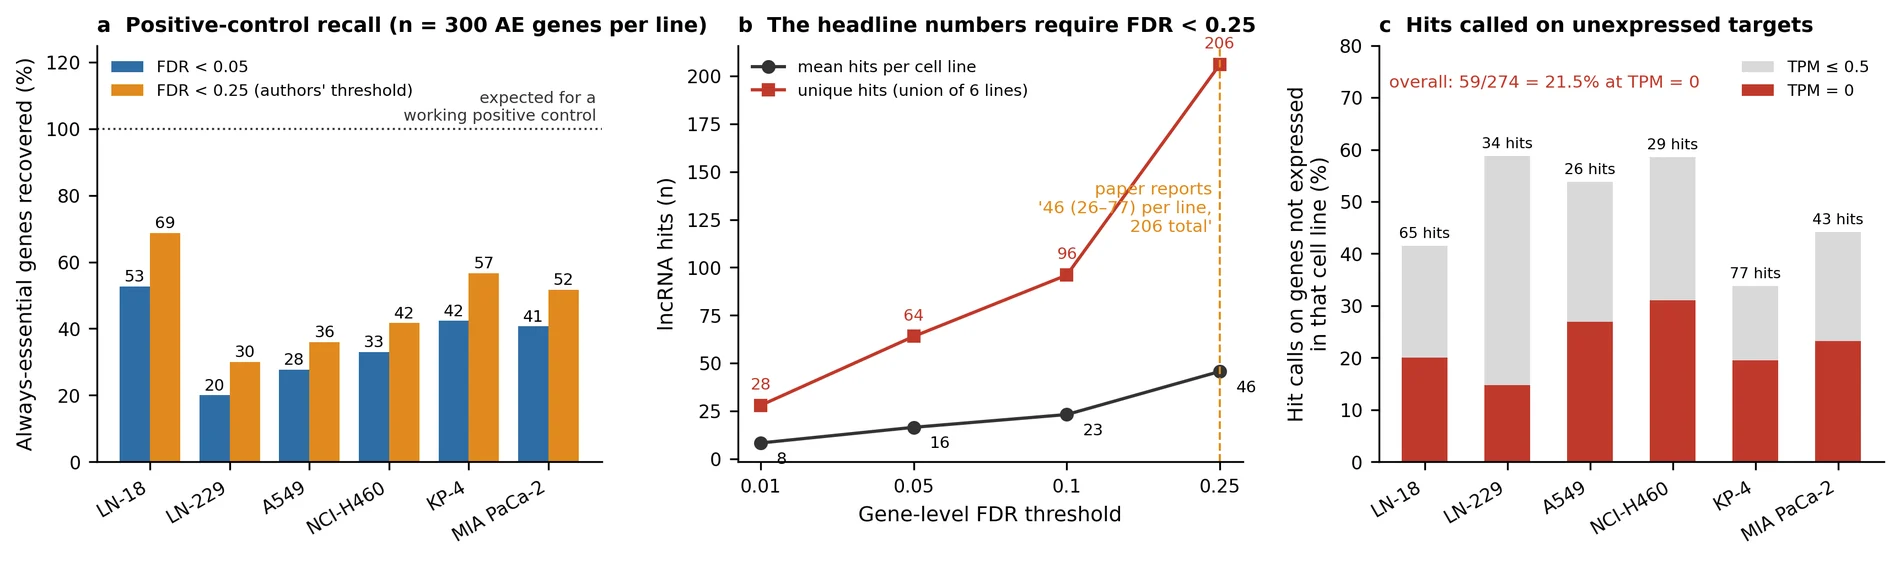 a Positive-control recall (n = 300 AE genes per line)
Always-essential genes recovered (%)
120
100
80
60
40
20
0
FDR < 0.05
FDR < 0.25 (authors' threshold)
expected for a
working positive control
53
69
20
30
28
36
33
42
42
57
41
52
LN-18
LN-229
A549
NCI-H460
KP-4
MIA PaCa-2
b The headline numbers require FDR < 0.25
lncRNA hits (n)
200
175
150
125
100
75
50
25
0
mean hits per cell line
unique hits (union of 6 lines)
206
paper reports
'46 (26–77) per line,
206 total'
96
64
28
46
23
16
8
0.01
0.05
0.1
0.25
Gene-level FDR threshold
c Hits called on unexpressed targets
Hit calls on genes not expressed
in that cell line (%)
80
70
60
50
40
30
20
10
0
overall: 59/274 = 21.5% at TPM = 0
TPM ≤ 0.5
TPM = 0
65 hits
34 hits
26 hits
29 hits
77 hits
43 hits
LN-18
LN-229
A549
NCI-H460
KP-4
MIA PaCa-2